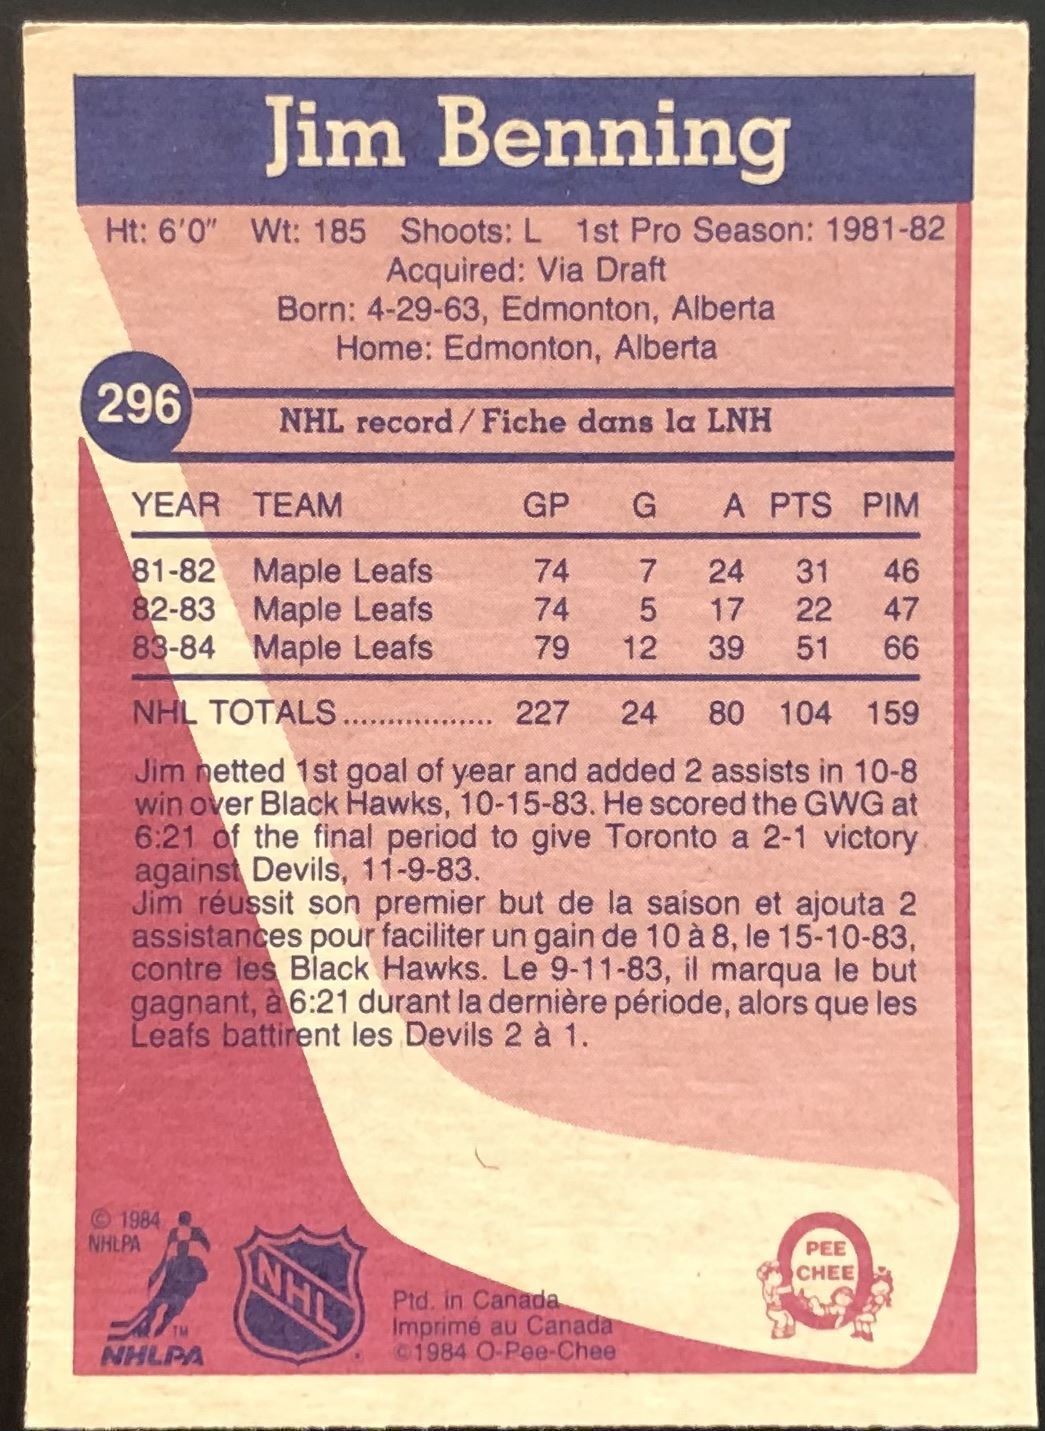 Jim Benning
Ht: 6'0" Wt: 185 Shoots: L 1st Pro Season: 1981-82
Acquired: Via Draft
Born: 4-29-63, Edmonton, Alberta
Home: Edmonton, Alberta
296
NHL record / Fiche dans la LNH
YEAR TEAM GP G A PTS PIM
81-82 Maple Leafs 74 7 24 31 46
82-83 Maple Leafs 74 5 17 22 47
83-84 Maple Leafs 79 12 39 51 66
NHL TOTALS................. 227 24 80 104 159
Jim netted 1st goal of year and added 2 assists in 10-8
win over Black Hawks, 10-15-83. He scored the GWG at
6:21 of the final period to give Toronto a 2-1 victory
against Devils, 11-9-83.
Jim réussit son premier but de la saison et ajouta 2
assistances pour faciliter un gain de 10 à 8, le 15-10-83,
contre les Black Hawks. Le 9-11-83, il marqua le but
gagnant, à 6:21 durant la dernière période, alors que les
Leafs battirent les Devils 2 à 1.
© 1984
NHLPA
TM
NHLPA
NHL
Ptd. in Canada
Imprimé au Canada
©1984 O-Pee-Chee
PEE
CHEE